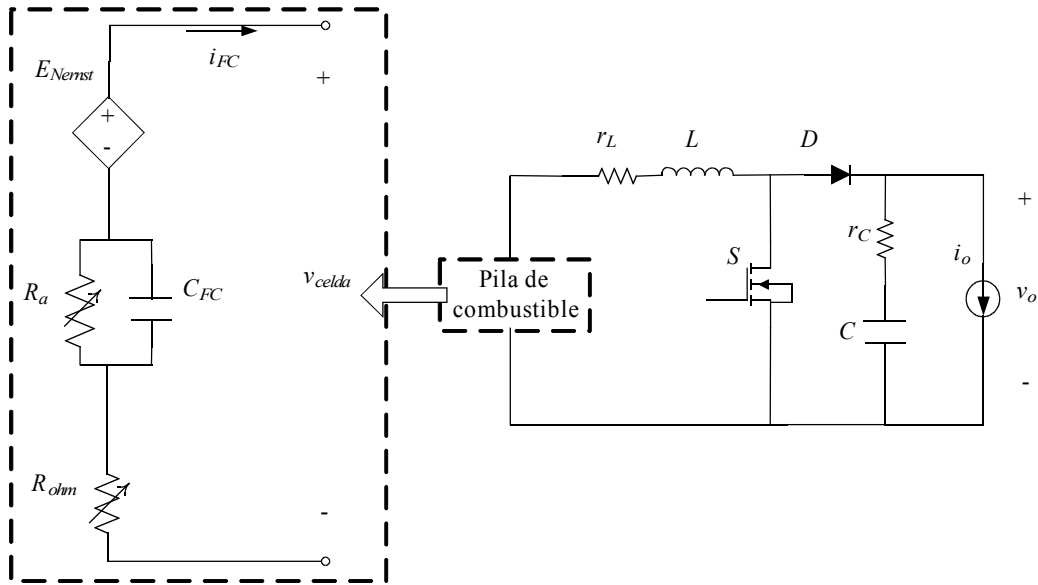 i_FC
E_Nernst
+
+
-
R_a
C_FC
v_celda
R_ohm
-
r_L
L
D
Pila de
combustible
S
r_C
C
i_o
+
v_o
-